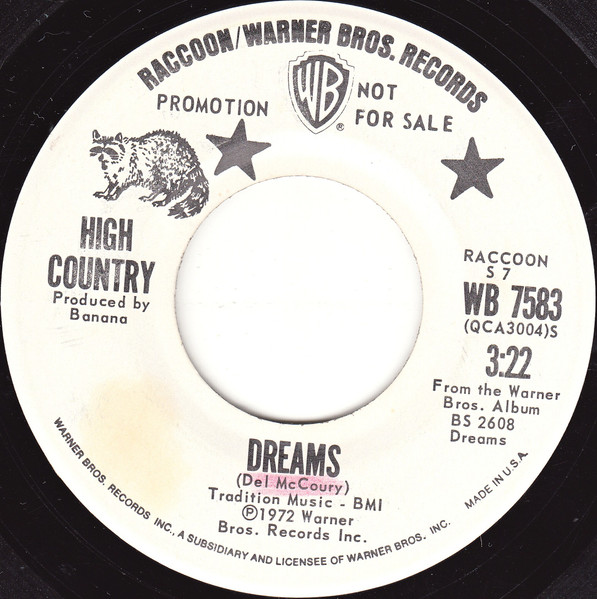 RACCOON/WARNER BROS. RECORDS
WB
®
PROMOTION
NOT
FOR SALE
HIGH
COUNTRY
Produced by
Banana
RACCOON
S 7
WB 7583
(QCA3004)S
3:22
From the Warner
Bros. Album
BS 2608
Dreams
DREAMS
(Del McCoury)
Tradition Music - BMI
℗1972 Warner
Bros. Records Inc.
WARNER BROS. RECORDS INC., A SUBSIDIARY AND LICENSEE OF WARNER BROS. INC.
MADE IN U.S.A.